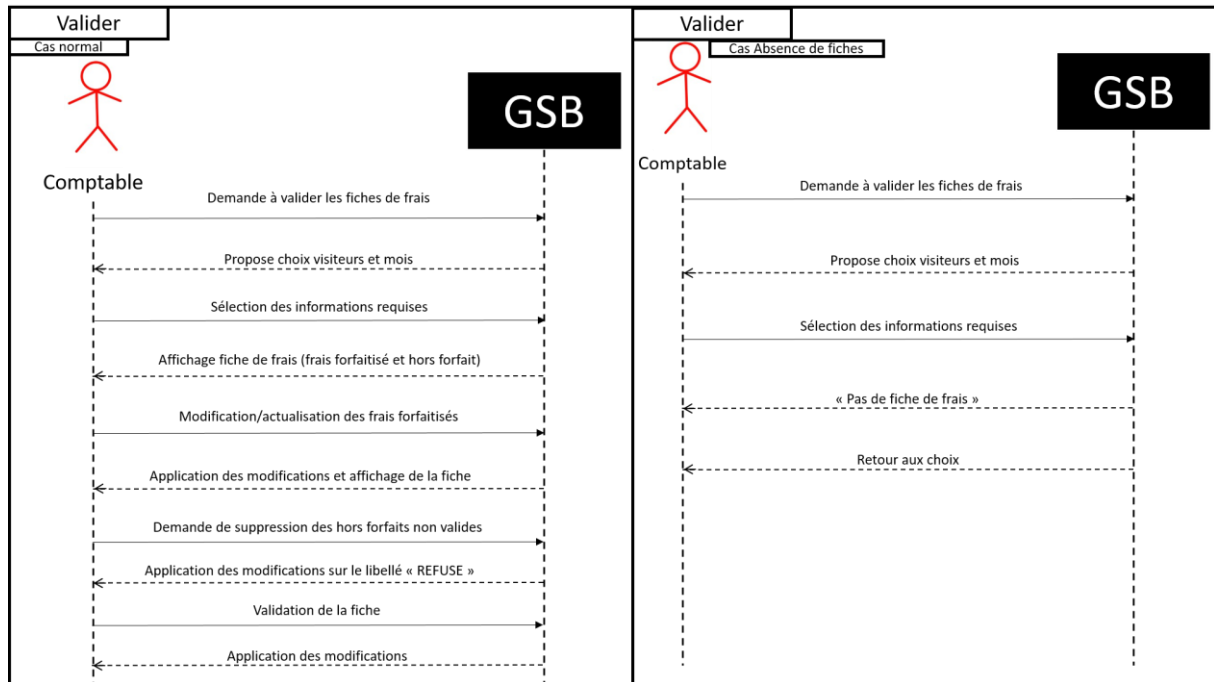 Valider
Cas normal
GSB
Comptable
Demande à valider les fiches de frais
Propose choix visiteurs et mois
Sélection des informations requises
Affichage fiche de frais (frais forfaitisé et hors forfait)
Modification/actualisation des frais forfaitisés
Application des modifications et affichage de la fiche
Demande de suppression des hors forfaits non valides
Application des modifications sur le libellé « REFUSE »
Validation de la fiche
Application des modifications
Valider
Cas Absence de fiches
GSB
Comptable
Demande à valider les fiches de frais
Propose choix visiteurs et mois
Sélection des informations requises
« Pas de fiche de frais »
Retour aux choix